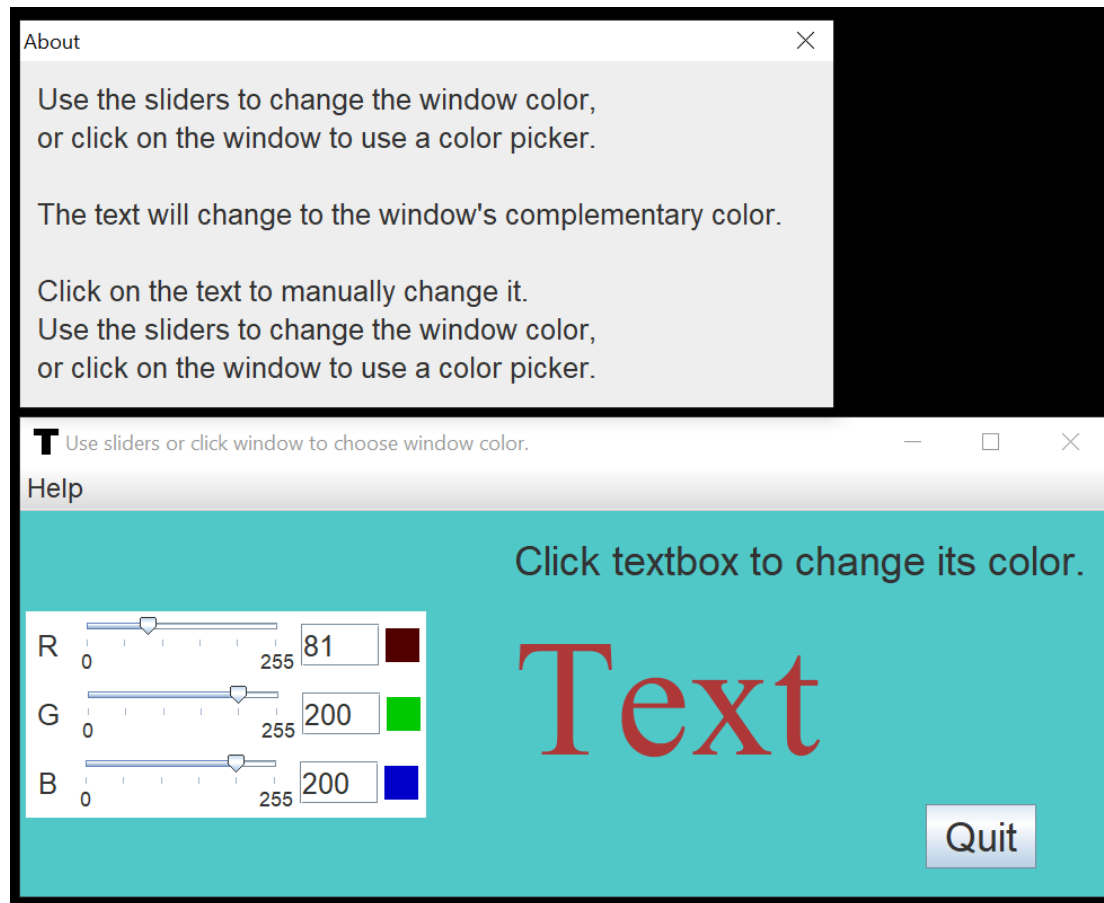 About
Use the sliders to change the window color,
or click on the window to use a color picker.
The text will change to the window's complementary color.
Click on the text to manually change it.
Use the sliders to change the window color,
or click on the window to use a color picker.
T Use sliders or click window to choose window color.
Help
Click textbox to change its color.
R 0 255 81
G 0 255 200
B 0 255 200
Text
Quit